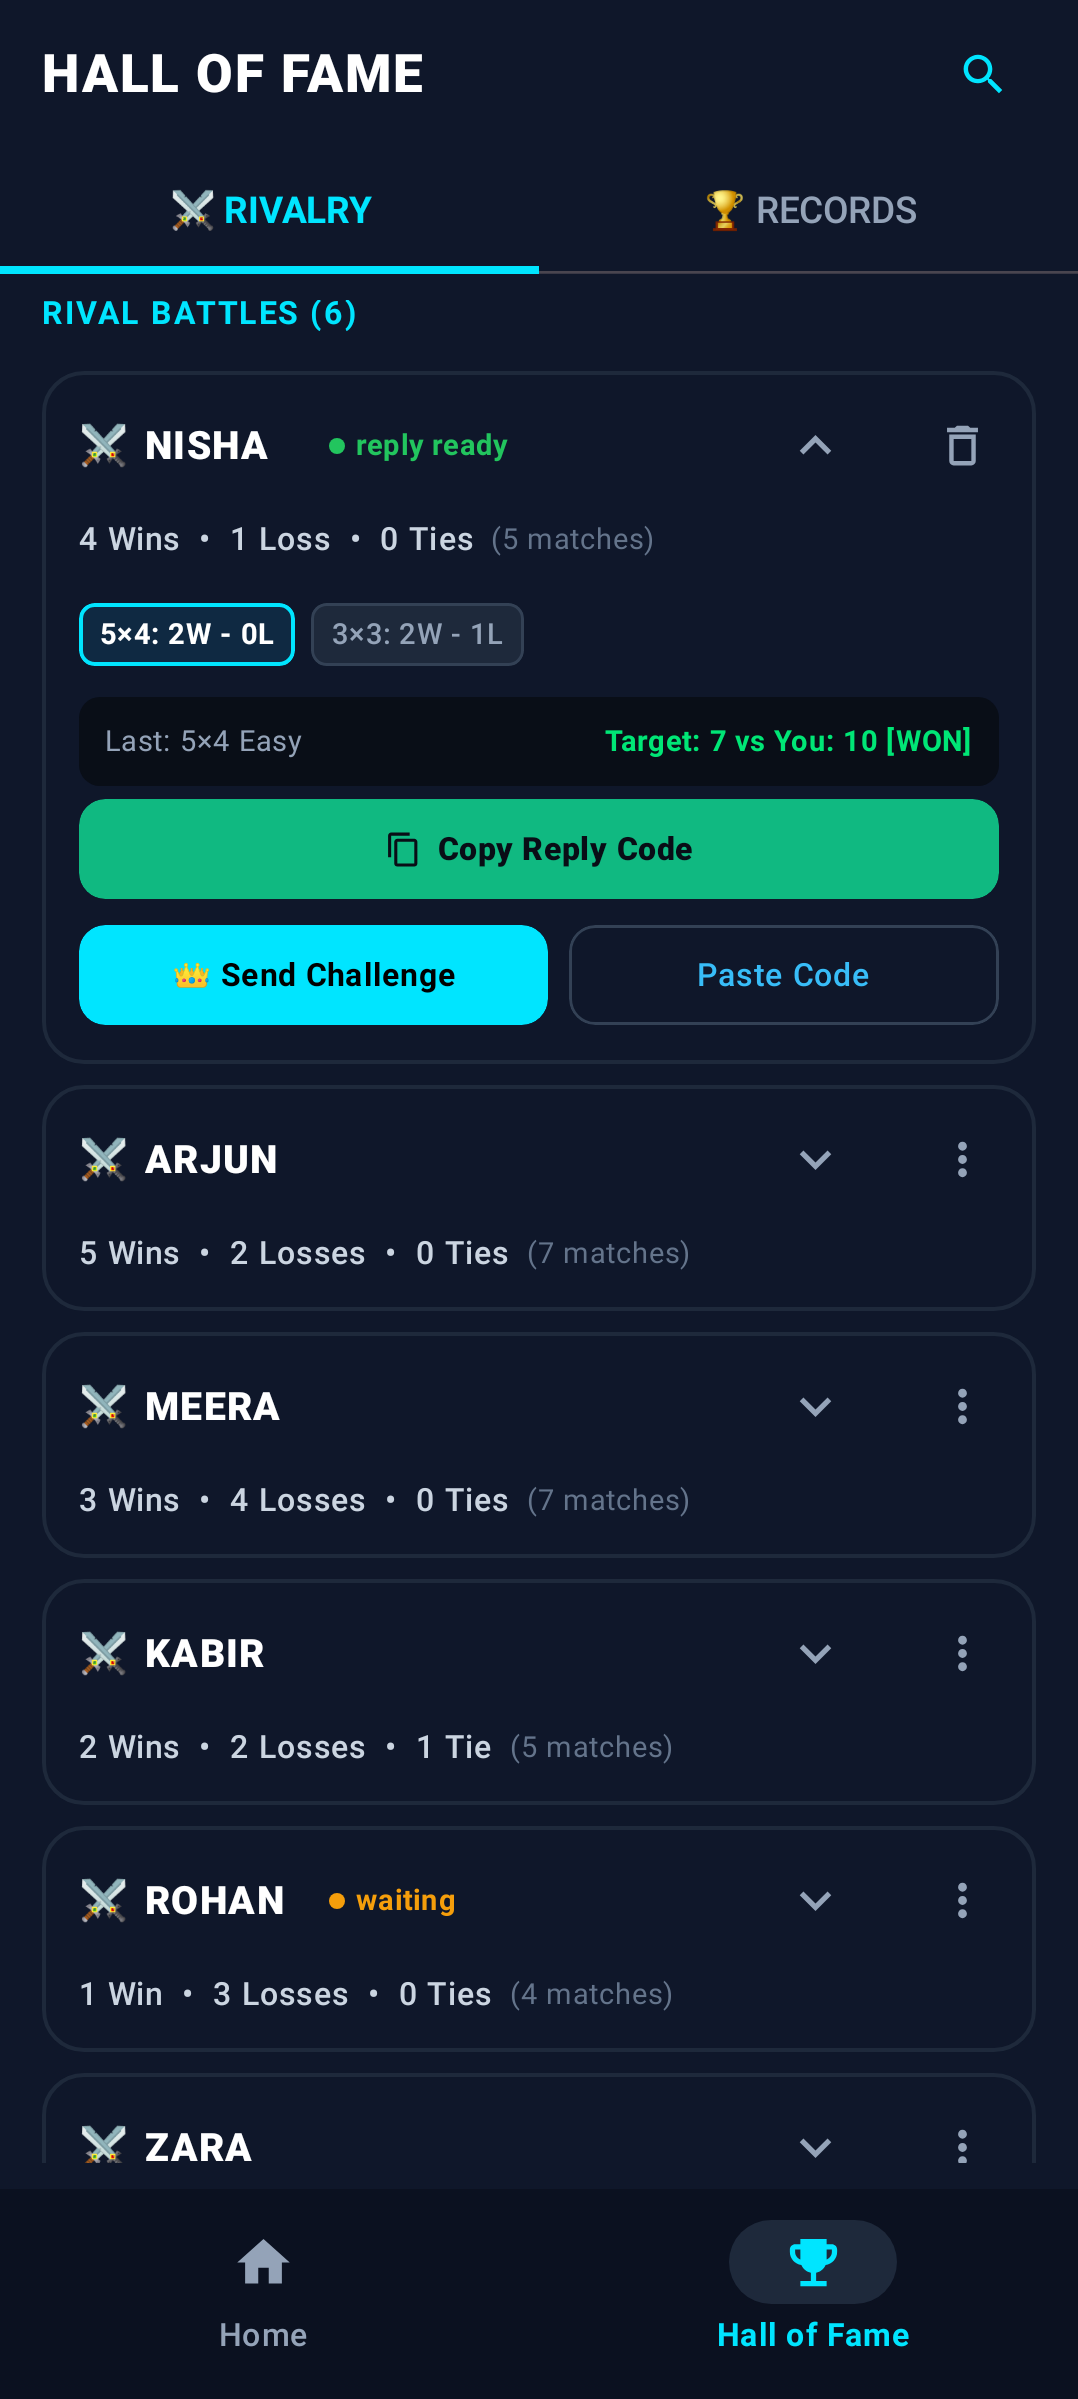 HALL OF FAME
⚔️ RIVALRY
🏆 RECORDS
RIVAL BATTLES (6)
⚔️ NISHA ● reply ready
4 Wins • 1 Loss • 0 Ties (5 matches)
5×4: 2W - 0L
3×3: 2W - 1L
Last: 5×4 Easy
Target: 7 vs You: 10 [WON]
Copy Reply Code
👑 Send Challenge
Paste Code
⚔️ ARJUN
5 Wins • 2 Losses • 0 Ties (7 matches)
⚔️ MEERA
3 Wins • 4 Losses • 0 Ties (7 matches)
⚔️ KABIR
2 Wins • 2 Losses • 1 Tie (5 matches)
⚔️ ROHAN ● waiting
1 Win • 3 Losses • 0 Ties (4 matches)
⚔️ ZARA
Home
Hall of Fame